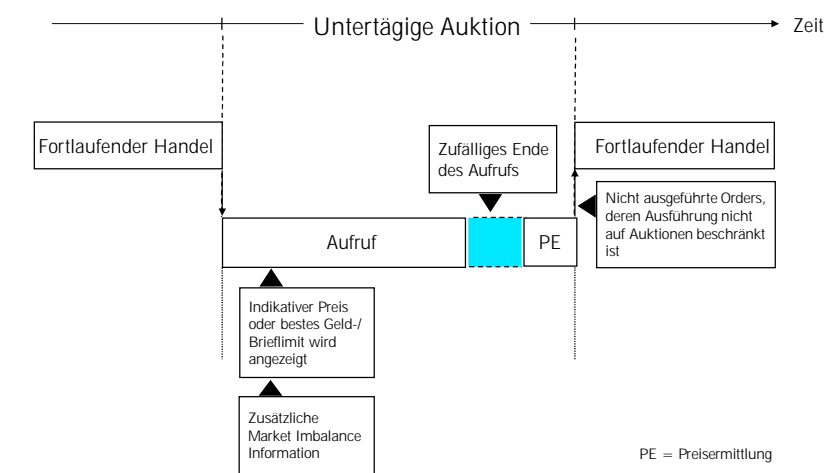 Untertägige Auktion
Zeit
Fortlaufender Handel
Zufälliges Ende
des Aufrufs
Fortlaufender Handel
Nicht ausgeführte Orders,
deren Ausführung nicht
auf Auktionen beschränkt
ist
Aufruf
PE
Indikativer Preis
oder bestes Geld-/
Brieflimit wird
angezeigt
Zusätzliche
Market Imbalance
Information
PE = Preisermittlung